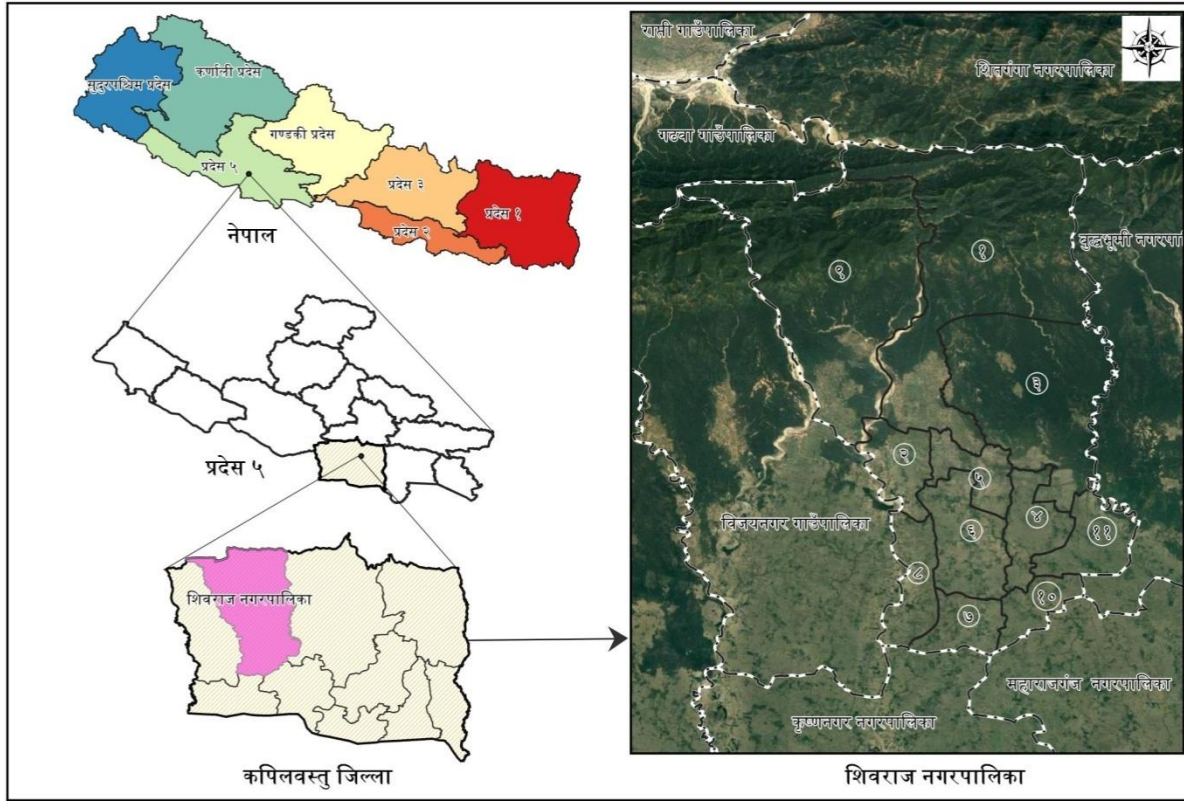 सुदुरपश्चिम प्रदेस
कर्णाली प्रदेस
गण्डकी प्रदेस
प्रदेस ५
प्रदेस ३
प्रदेस १
प्रदेस २
नेपाल
प्रदेस ५
शिवराज नगरपालिका
कपिलवस्तु जिल्ला
राप्ती गाउँपालिका
शितगंगा नगरपालिका
गढवा गाउँपालिका
बुद्धभूमी नगरपालि
१
९
३
२
५
४
विजयनगर गाउँपालिका
६
११
८
१०
७
महाराजगंज नगरपालिका
कृष्णनगर नगरपालिका
शिवराज नगरपालिका